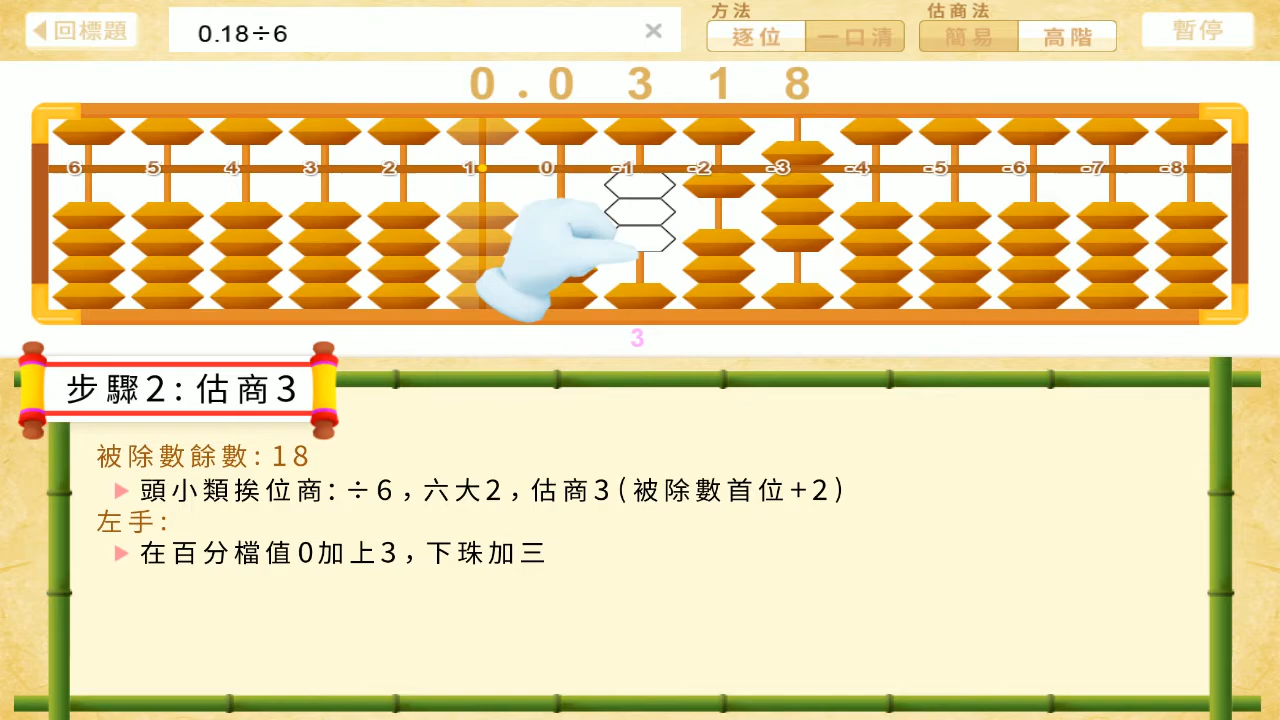 回標題
0.18÷6
×
方法
逐位 一口清
估商法
簡易 高階
暫停
0.0 3 1 8
6 5 4 3 2 1 0 -1 -2 -3 -4 -5 -6 -7 -8
3
步驟2:估商3
被除數餘數:18
頭小類挨位商:÷6,六大2,估商3(被除數首位+2)
左手:
在百分檔值0加上3,下珠加三